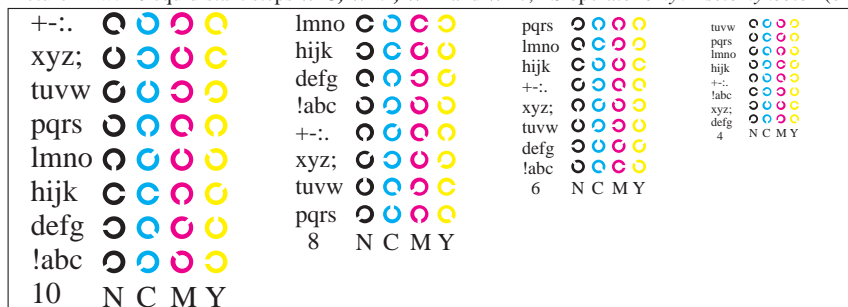 +-:.
xyz;
tuvw
pqrs
lmno
hijk
defg
!abc
10 N C M Y
lmno
hijk
defg
!abc
+-:.
xyz;
tuvw
pqrs
8 N C M Y
pqrs
lmno
hijk
+-:.
xyz;
tuvw
defg
!abc
6 N C M Y
tuvw
pqrs
lmno
hijk
+-:.
!abc
xyz;
defg
4 N C M Y